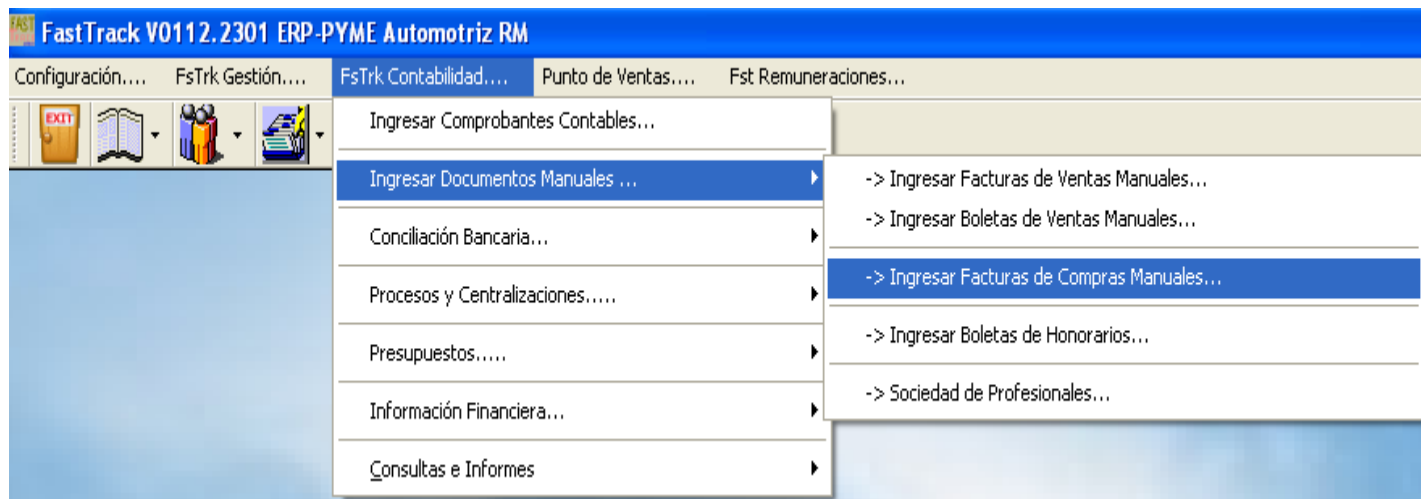 FAST
FastTrack V0112.2301 ERP-PYME Automotriz RM
Configuración.... FsTrk Gestión.... FsTrk Contabilidad.... Punto de Ventas.... Fst Remuneraciones...
EXIT
Ingresar Comprobantes Contables...
Ingresar Documentos Manuales ...
Conciliación Bancaria...
Procesos y Centralizaciones.....
Presupuestos.....
Información Financiera...
Consultas e Informes
-> Ingresar Facturas de Ventas Manuales...
-> Ingresar Boletas de Ventas Manuales...
-> Ingresar Facturas de Compras Manuales...
-> Ingresar Boletas de Honorarios...
-> Sociedad de Profesionales...